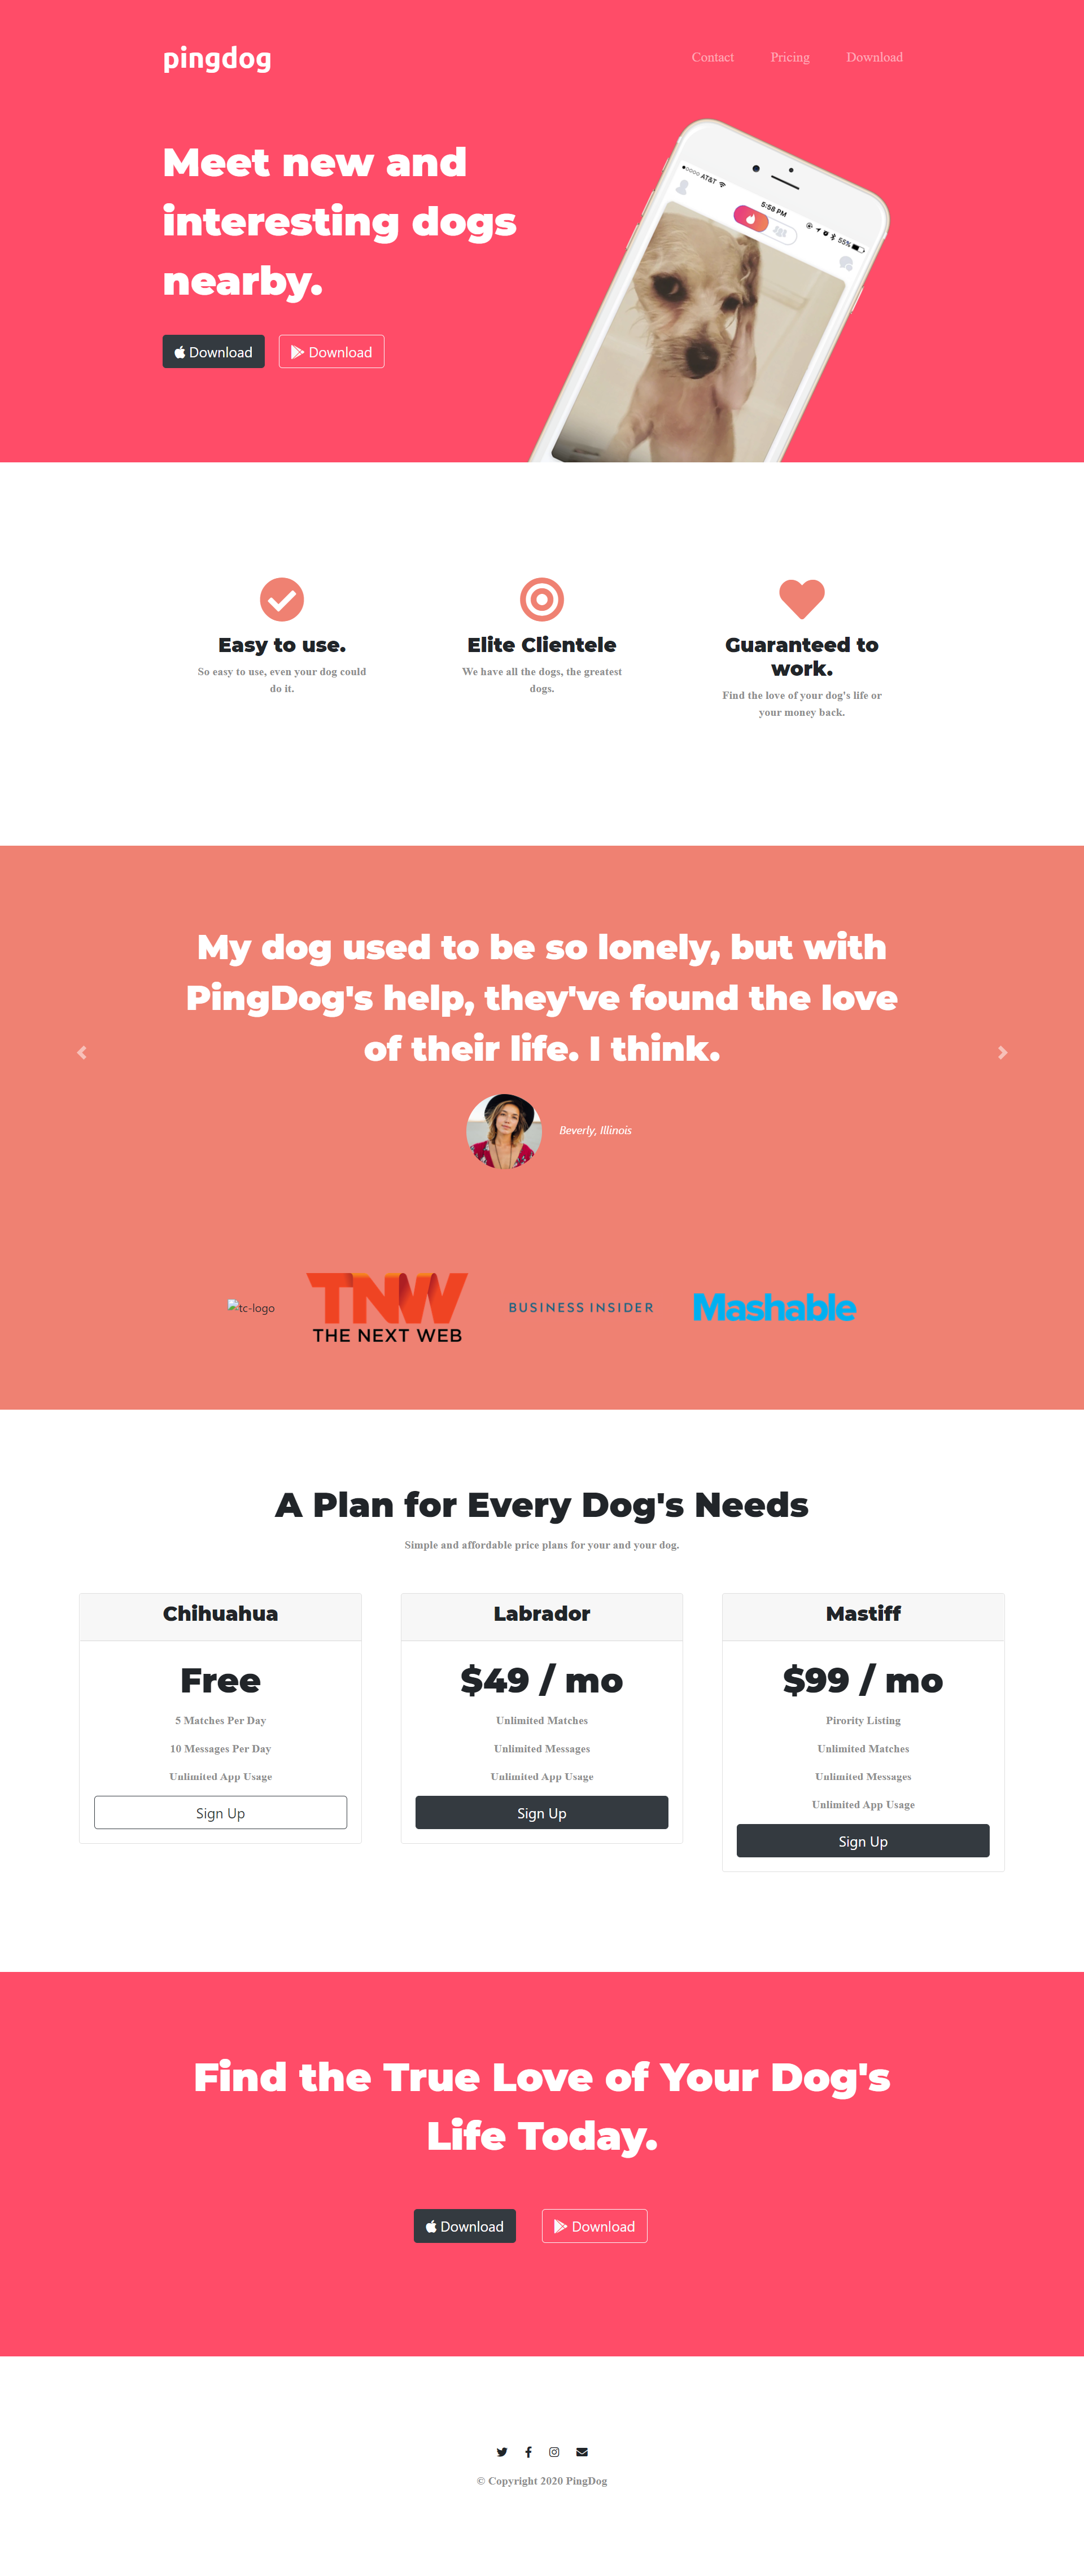 pingdog
Contact Pricing Download
Meet new and
interesting dogs
nearby.
Download Download
AT&T 5:58 PM 55%
Easy to use.
So easy to use, even your dog could
do it.
Elite Clientele
We have all the dogs, the greatest
dogs.
Guaranteed to
work.
Find the love of your dog's life or
your money back.
My dog used to be so lonely, but with
PingDog's help, they've found the love
of their life. I think.
Beverly, Illinois
tc-logo
TNW
THE NEXT WEB
BUSINESS INSIDER
Mashable
A Plan for Every Dog's Needs
Simple and affordable price plans for your and your dog.
Chihuahua
Free
5 Matches Per Day
10 Messages Per Day
Unlimited App Usage
Sign Up
Labrador
$49 / mo
Unlimited Matches
Unlimited Messages
Unlimited App Usage
Sign Up
Mastiff
$99 / mo
Pirority Listing
Unlimited Matches
Unlimited Messages
Unlimited App Usage
Sign Up
Find the True Love of Your Dog's
Life Today.
Download Download
© Copyright 2020 PingDog